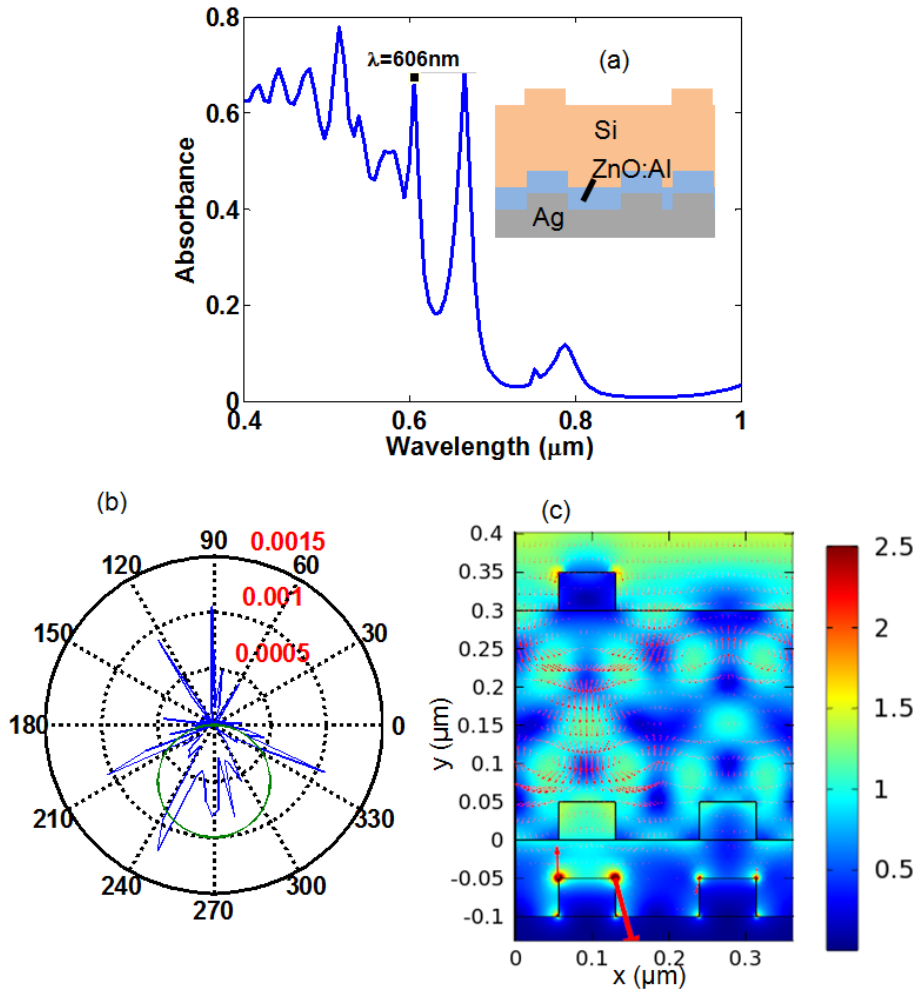 0.8
λ=606nm
(a)
0.6
Si
ZnO:Al
Ag
0.4
0.2
0
Absorbance
0.4 0.6 0.8 1
Wavelength (μm)
(b)
90 0.0015
120 60
0.001
150 30
0.0005
180 0
210 330
240 300
270
(c)
0.4
0.35
0.3
0.25
0.2
0.15
0.1
0.05
0
-0.05
-0.1
y (μm)
0 0.1 0.2 0.3
x (μm)
2.5
2
1.5
1
0.5